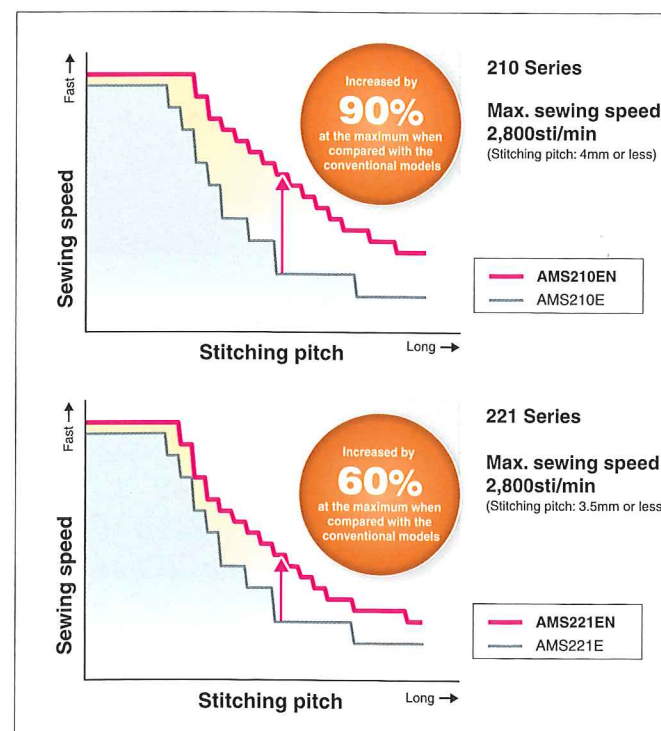 Fast →
Sewing speed
Stitching pitch
Long →
Increased by
90%
at the maximum when
compared with the
conventional models
210 Series
Max. sewing speed
2,800sti/min
(Stitching pitch: 4mm or less)
AMS210EN
AMS210E
Fast →
Sewing speed
Stitching pitch
Long →
Increased by
60%
at the maximum when
compared with the
conventional models
221 Series
Max. sewing speed
2,800sti/min
(Stitching pitch: 3.5mm or less
AMS221EN
AMS221E